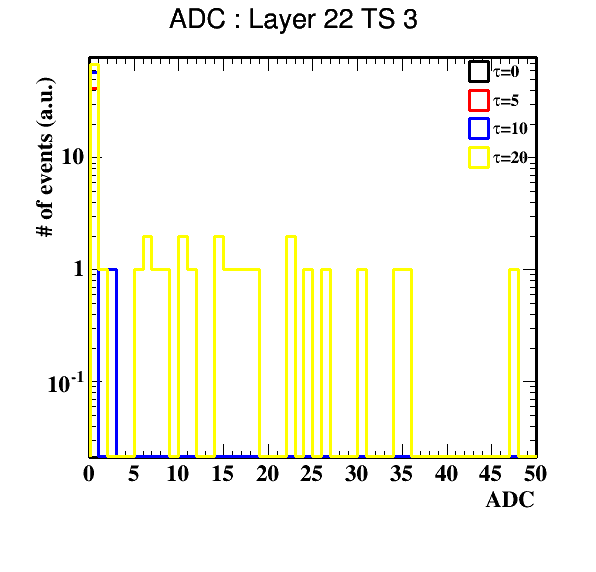 ADC : Layer 22 TS 3
# of events (a.u.)
10
1
10⁻¹
τ=0
τ=5
τ=10
τ=20
0 5 10 15 20 25 30 35 40 45 50
ADC